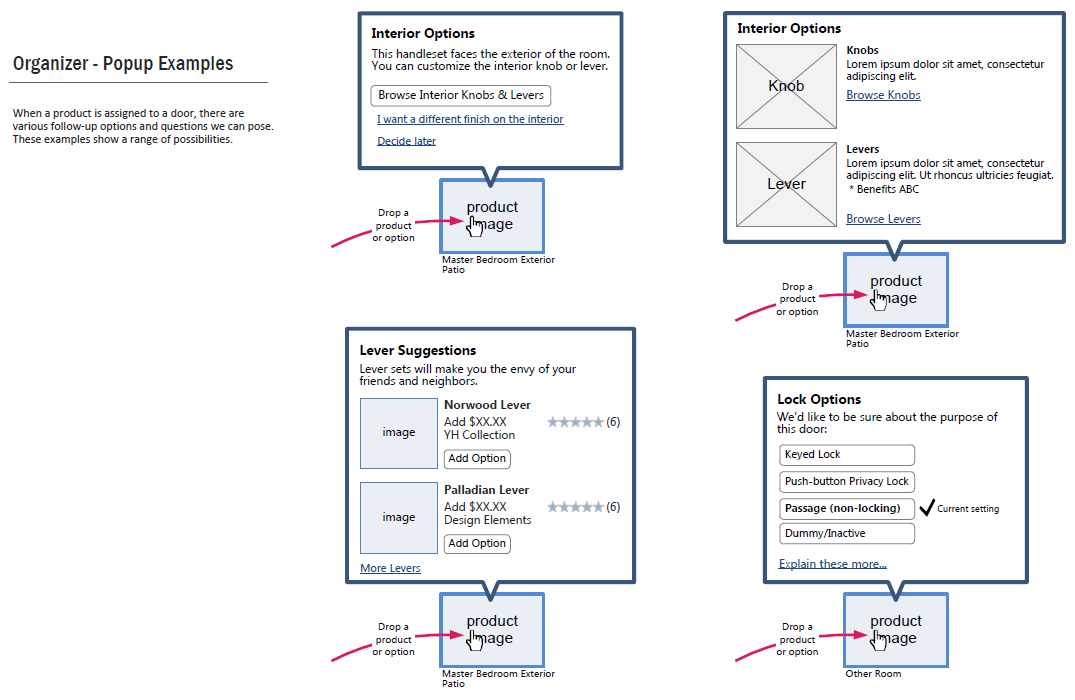 Organizer - Popup Examples
When a product is assigned to a door, there are
various follow-up options and questions we can pose.
These examples show a range of possibilities.
Interior Options
This handleset faces the exterior of the room.
You can customize the interior knob or lever.
Browse Interior Knobs & Levers
I want a different finish on the interior
Decide later
Drop a
product
or option
product
image
Master Bedroom Exterior
Patio
Interior Options
Knob
Knobs
Lorem ipsum dolor sit amet, consectetur
adipiscing elit.
Browse Knobs
Lever
Levers
Lorem ipsum dolor sit amet, consectetur
adipiscing elit. Ut rhoncus ultricies feugiat.
* Benefits ABC
Browse Levers
Drop a
product
or option
product
image
Master Bedroom Exterior
Patio
Lever Suggestions
Lever sets will make you the envy of your
friends and neighbors.
image
Norwood Lever
Add $XX.XX
YH Collection
(6)
Add Option
image
Palladian Lever
Add $XX.XX
Design Elements
(6)
Add Option
More Levers
Drop a
product
or option
product
image
Master Bedroom Exterior
Patio
Lock Options
We'd like to be sure about the purpose of
this door:
Keyed Lock
Push-button Privacy Lock
Passage (non-locking)
Current setting
Dummy/Inactive
Explain these more...
Drop a
product
or option
product
image
Other Room